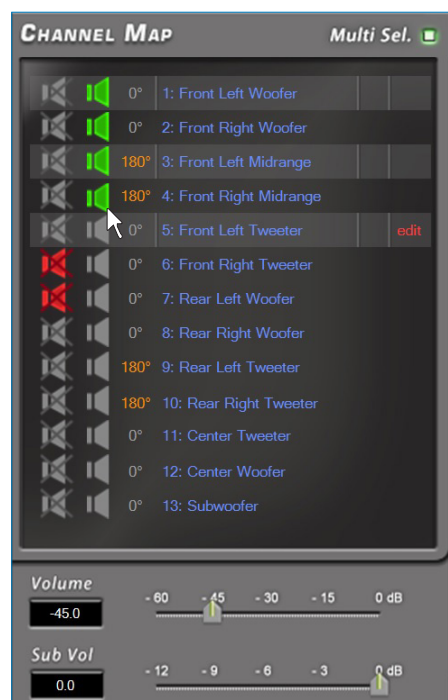 CHANNEL MAP Multi Sel.
0° 1: Front Left Woofer
0° 2: Front Right Woofer
180° 3: Front Left Midrange
180° 4: Front Right Midrange
0° 5: Front Left Tweeter edit
0° 6: Front Right Tweeter
0° 7: Rear Left Woofer
0° 8: Rear Right Woofer
180° 9: Rear Left Tweeter
180° 10: Rear Right Tweeter
0° 11: Center Tweeter
0° 12: Center Woofer
0° 13: Subwoofer
Volume
-45.0
- 60 - 45 - 30 - 15 0 dB
Sub Vol
0.0
- 12 - 9 - 6 - 3 0 dB